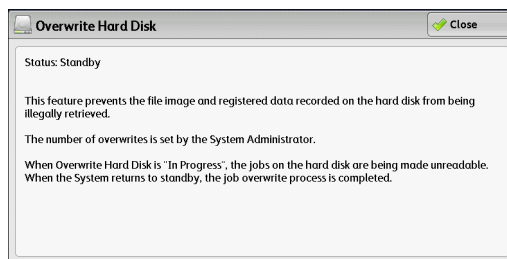 Overwrite Hard Disk
Close
Status: Standby
This feature prevents the file image and registered data recorded on the hard disk from being
illegally retrieved.
The number of overwrites is set by the System Administrator.
When Overwrite Hard Disk is "In Progress", the jobs on the hard disk are being made unreadable.
When the System returns to standby, the job overwrite process is completed.